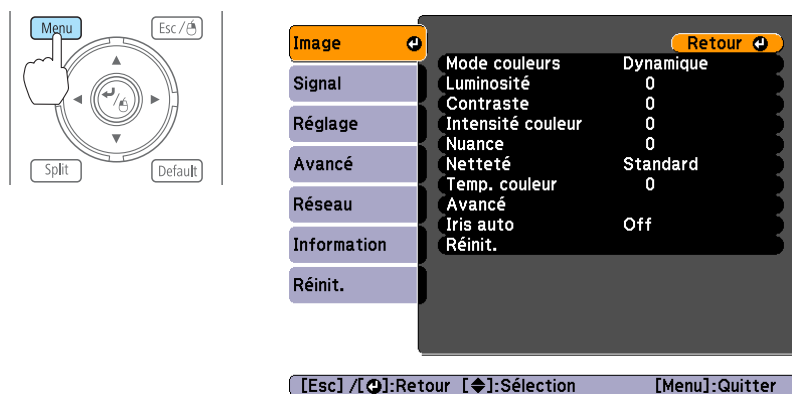 Menu
Esc /
Split
Default
Image
Signal
Réglage
Avancé
Réseau
Information
Réinit.
Retour
Mode couleurs Dynamique
Luminosité 0
Contraste 0
Intensité couleur 0
Nuance 0
Netteté Standard
Temp. couleur 0
Avancé
Iris auto Off
Réinit.
[Esc] /[ ]:Retour [ ]:Sélection [Menu]:Quitter